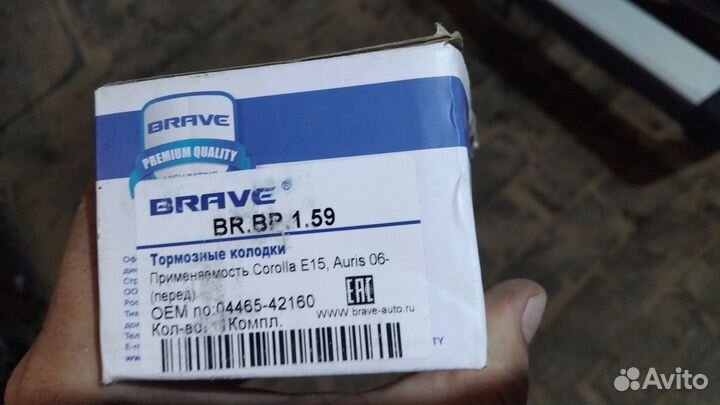 BRAVE
PREMIUM QUALITY
BRAVE ®
BR.BP.1.59
Тормозные колодки
Применяемость Corolla E15, Auris 06-
(перед)
OEM no:04465-42160
Кол-во: 1Компл.
EAC
www.brave-auto.ru
Avito